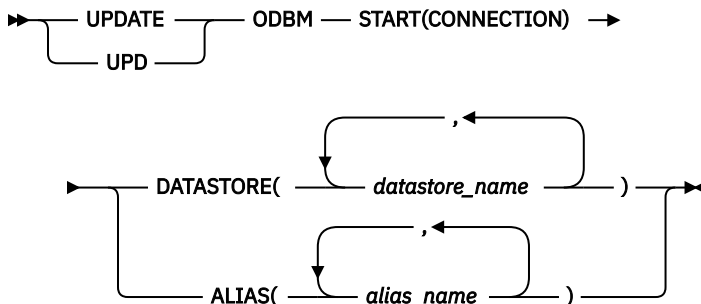 UPDATE ODBM START(CONNECTION)
UPD
,
DATASTORE( datastore_name )
,
ALIAS( alias_name )